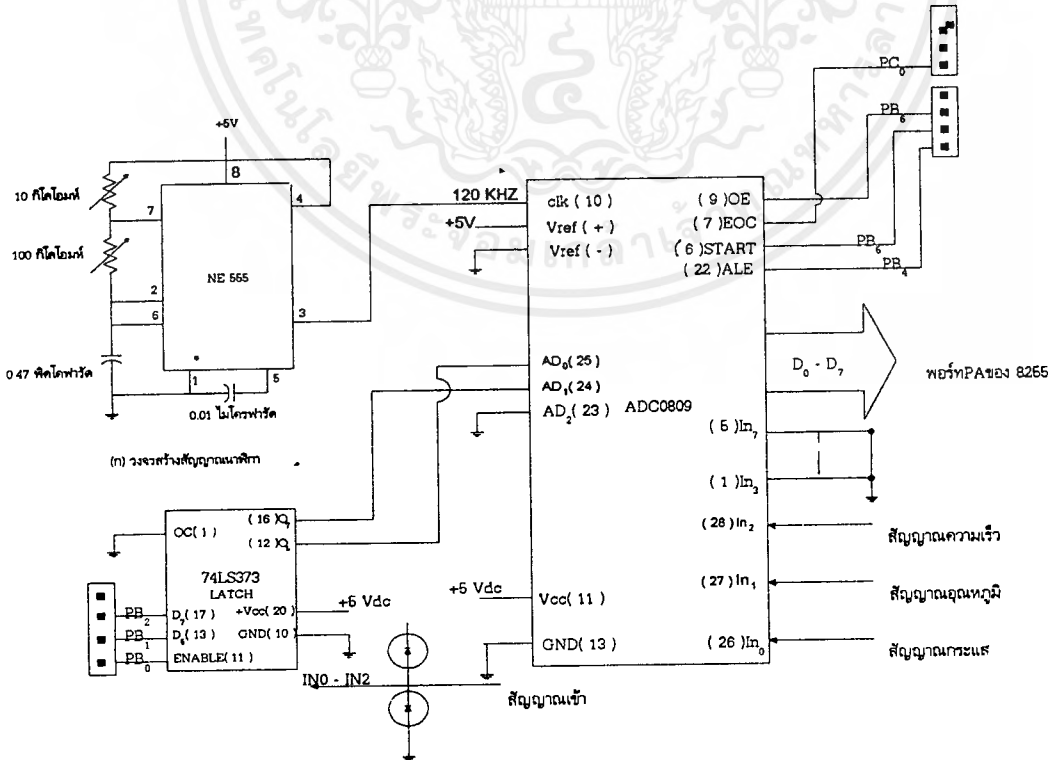 PC0
PB6
+5V
8
4
10 กิโลโอมห์
7
120 KHZ
clk ( 10 )
( 9 )OE
+5V
Vref ( + )
( 7 )EOC
100 กิโลโอมห์
Vref ( - )
( 6 )START
PB6
( 22 )ALE
PB4
NE 555
2
6
3
0 47 พิคโคฟารัด
1
5
0.01 ไมโครฟารัด
AD0( 25 )
AD1( 24 )
AD2( 23 )
ADC0809
D0 - D7
พอร์ทPAของ 8255
( 5 )In7
( 1 )In3
(ก) วงจรสร้างสัญญาณนาฬิกา
OC( 1 )
( 16 )Q7
( 12 )Q
74LS373
LATCH
PB2
D7( 17 )
+Vcc( 20 )
+5 Vdc
PB1
D6( 13 )
GND( 10 )
PB0
ENABLE( 11 )
(28 )In2
สัญญาณความเร็ว
(27 )In1
สัญญาณอุณหภูมิ
+5 Vdc
Vcc( 11 )
GND( 13 )
(26 )In0
สัญญาณกระแส
IN0 - IN2
สัญญาณเข้า